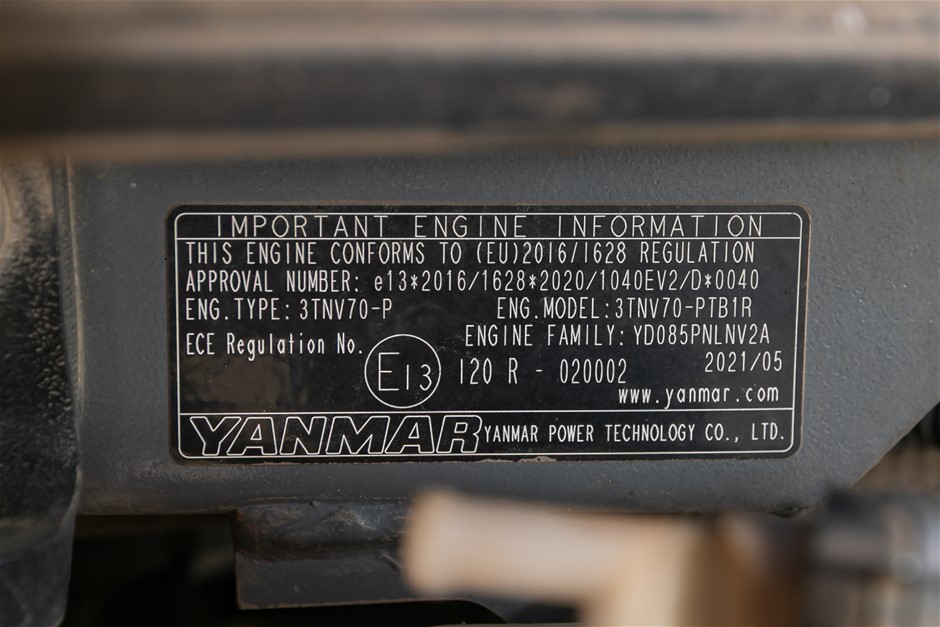 IMPORTANT ENGINE INFORMATION
THIS ENGINE CONFORMS TO (EU)2016/1628 REGULATION
APPROVAL NUMBER: e13*2016/1628*2020/1040EV2/D*0040
ENG.TYPE: 3TNV70-P ENG.MODEL:3TNV70-PTB1R
ENGINE FAMILY: YD085PNLNV2A
ECE Regulation No. E13 120 R - 020002 2021/05
www.yanmar.com
YANMAR YANMAR POWER TECHNOLOGY CO., LTD.